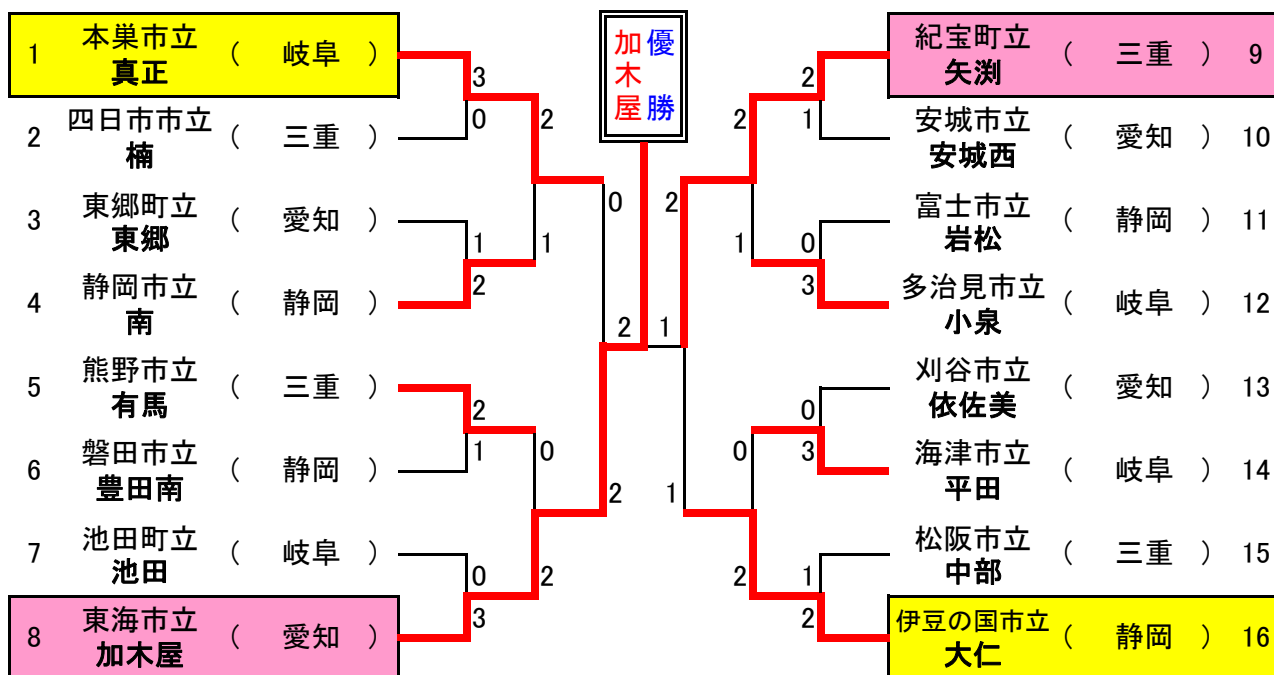 1 本巣市立 ( 岐阜 )
真正
2 四日市市立 ( 三重 )
楠
3 東郷町立 ( 愛知 )
東郷
4 静岡市立 ( 静岡 )
南
5 熊野市立 ( 三重 )
有馬
6 磐田市立 ( 静岡 )
豊田南
7 池田町立 ( 岐阜 )
池田
8 東海市立 ( 愛知 )
加木屋
3
0
1
2
2
1
0
3
2
1
0
2
0
2
優勝
加木屋
2
1
2
1
2
1
0
2
2
1
0
3
0
3
1
2
紀宝町立 ( 三重 ) 9
矢渕
安城市立 ( 愛知 ) 10
安城西
富士市立 ( 静岡 ) 11
岩松
多治見市立 ( 岐阜 ) 12
小泉
刈谷市立 ( 愛知 ) 13
依佐美
海津市立 ( 岐阜 ) 14
平田
松阪市立 ( 三重 ) 15
中部
伊豆の国市立 ( 静岡 ) 16
大仁